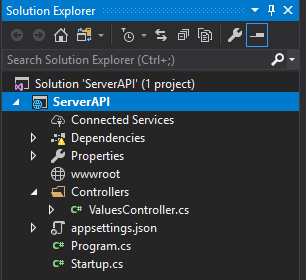 Solution Explorer
Search Solution Explorer (Ctrl+;)
Solution 'ServerAPI' (1 project)
ServerAPI
Connected Services
Dependencies
Properties
wwwroot
Controllers
C# ValuesController.cs
appsettings.json
C# Program.cs
C# Startup.cs